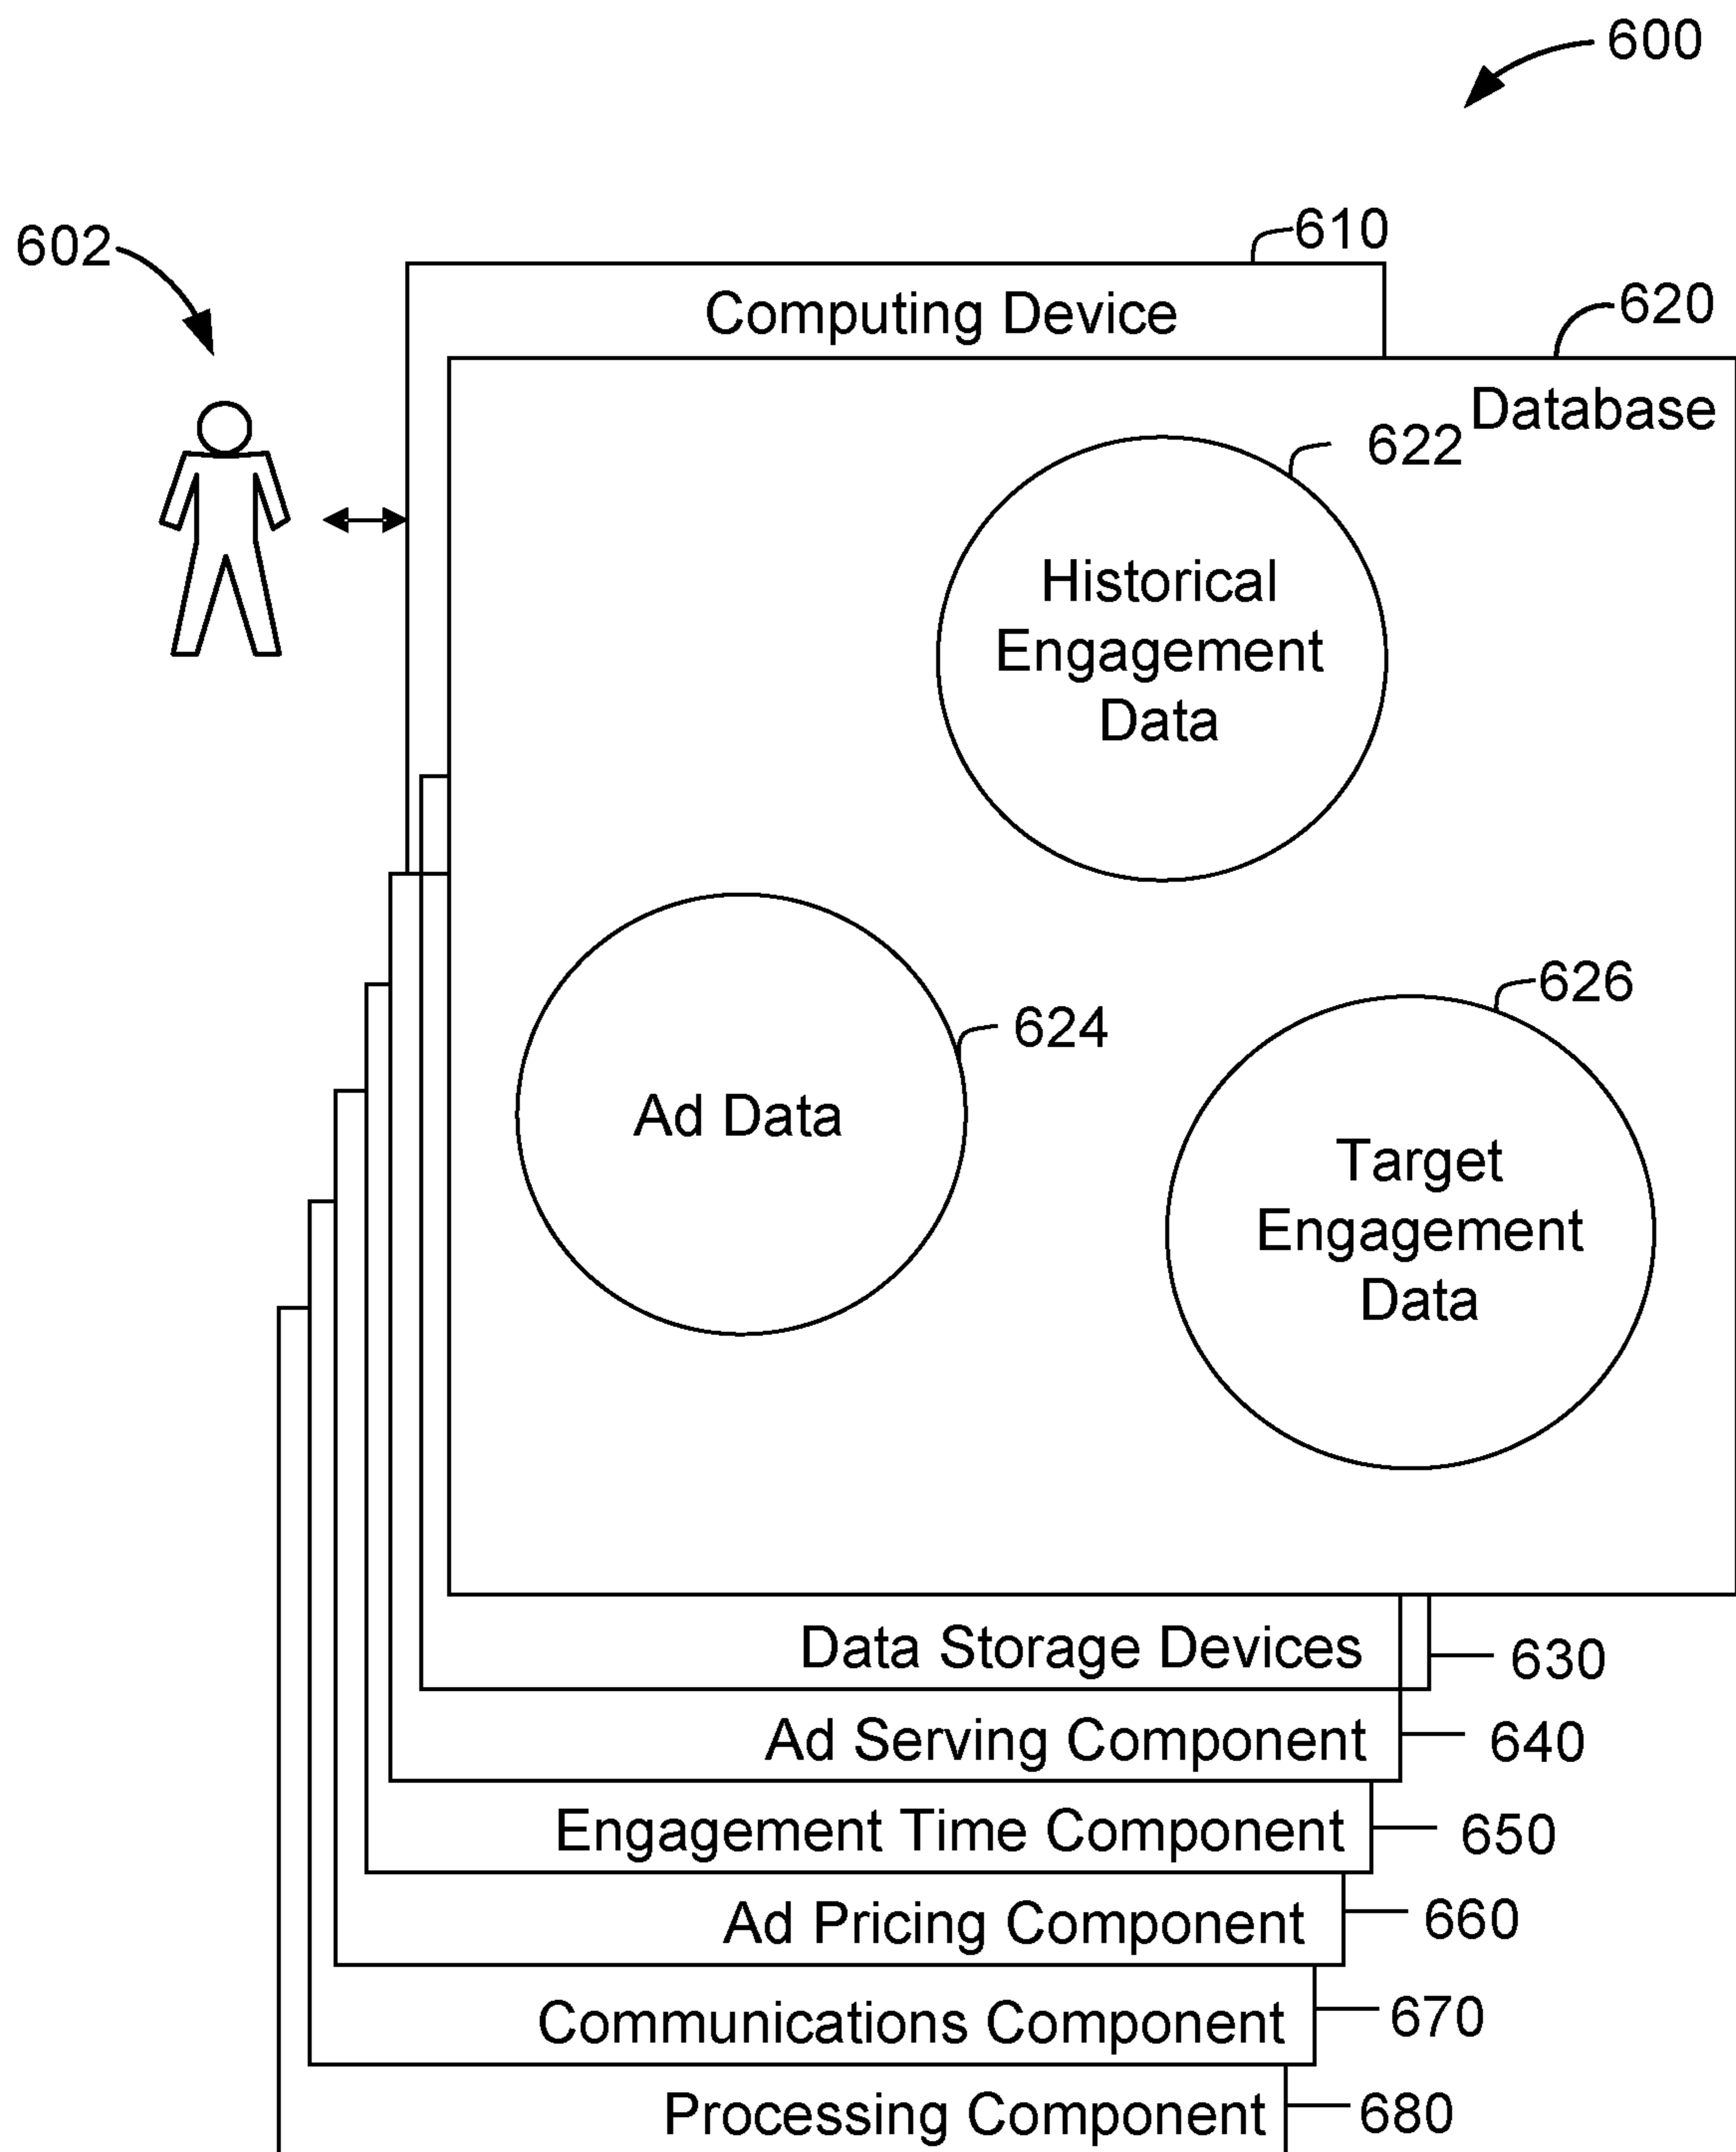 600
602
610
Computing Device
620
Database
622
Historical
Engagement
Data
626
624
Ad Data
Target
Engagement
Data
Data Storage Devices
630
Ad Serving Component
640
Engagement Time Component
650
Ad Pricing Component
660
Communications Component
670
Processing Component
680